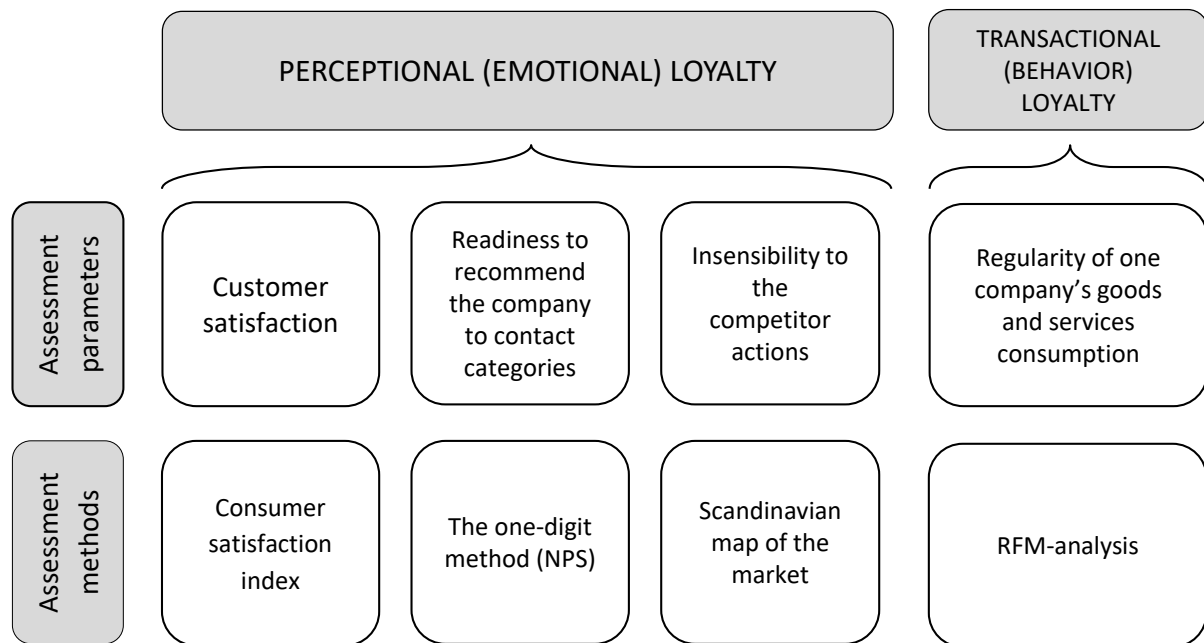 PERCEPTIONAL (EMOTIONAL) LOYALTY
TRANSACTIONAL
(BEHAVIOR)
LOYALTY
Assessment
parameters
Customer
satisfaction
Readiness to
recommend
the company
to contact
categories
Insensibility to
the
competitor
actions
Regularity of one
company’s goods
and services
consumption
Assessment
methods
Consumer
satisfaction
index
The one-digit
method (NPS)
Scandinavian
map of the
market
RFM-analysis